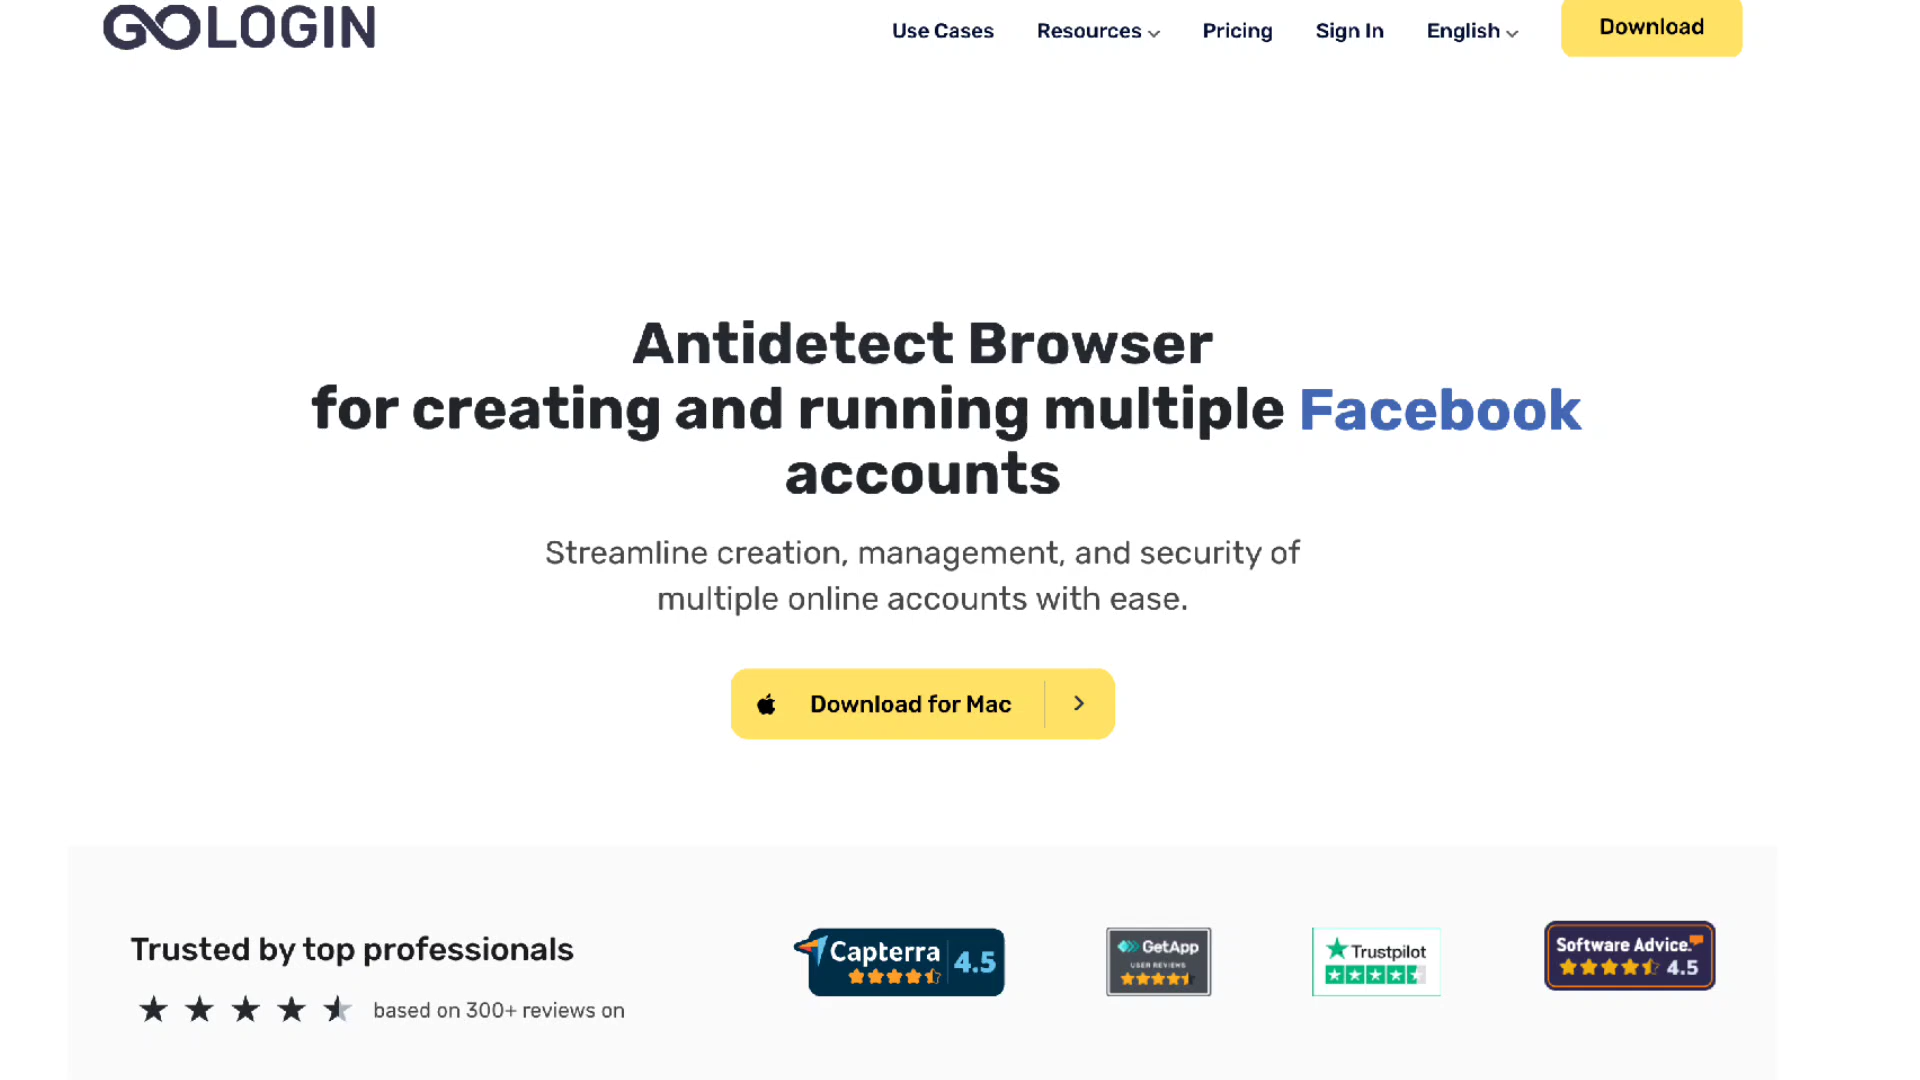 GOLOGIN
Use Cases
Resources
Pricing
Sign In
English
Download
Antidetect Browser
for creating and running multiple Facebook
accounts
Streamline creation, management, and security of
multiple online accounts with ease.
Download for Mac
Trusted by top professionals
based on 300+ reviews on
Capterra
4.5
GetApp
USER REVIEWS
Trustpilot
Software Advice.
4.5